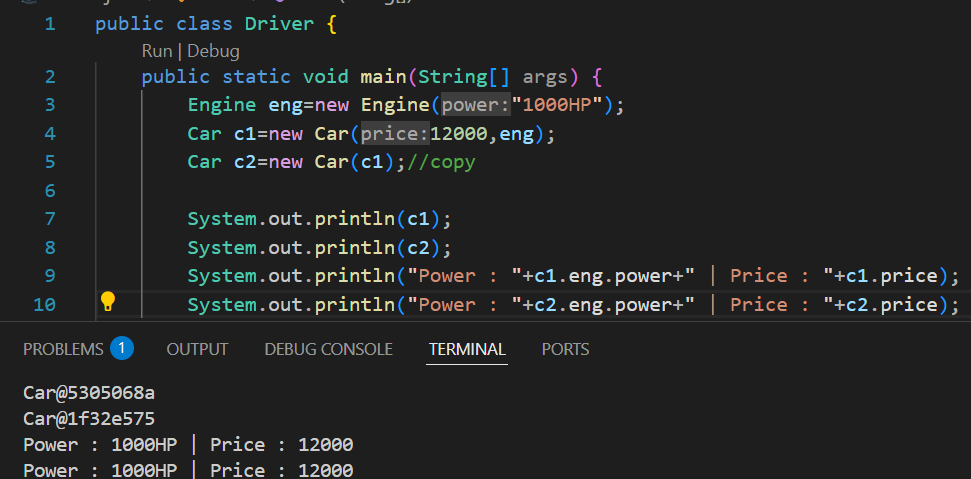 1 public class Driver {
Run | Debug
2 public static void main(String[] args) {
3 Engine eng=new Engine(power:"1000HP");
4 Car c1=new Car(price:12000,eng);
5 Car c2=new Car(c1);//copy
6
7 System.out.println(c1);
8 System.out.println(c2);
9 System.out.println("Power : "+c1.eng.power+" | Price : "+c1.price);
10 System.out.println("Power : "+c2.eng.power+" | Price : "+c2.price);
PROBLEMS 1 OUTPUT DEBUG CONSOLE TERMINAL PORTS
Car@5305068a
Car@1f32e575
Power : 1000HP | Price : 12000
Power : 1000HP | Price : 12000